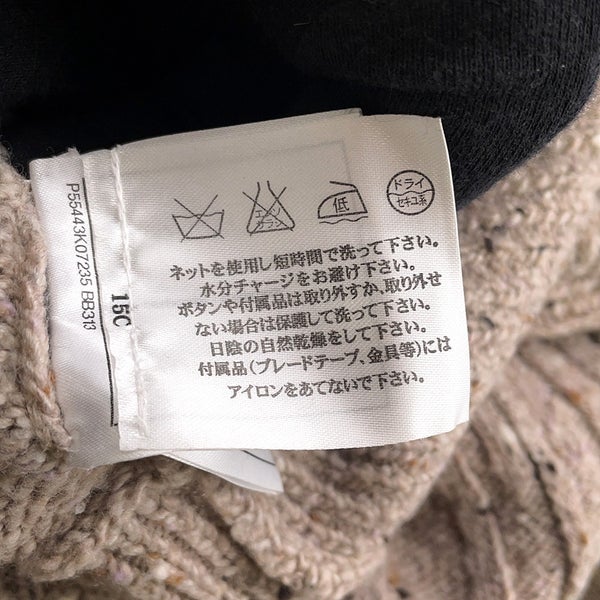 P55443K07235 BB313
15C
エンソ
サラシ
低
ドライ
セキユ系
ネットを使用し短時間で洗って下さい。
水分チャージをお避け下さい。
ボタンや付属品は取り外すか、取り外せ
ない場合は保護して洗って下さい。
日陰の自然乾燥をして下さい。
付属品(ブレードテープ、金具等)には
アイロンをあてないで下さい。